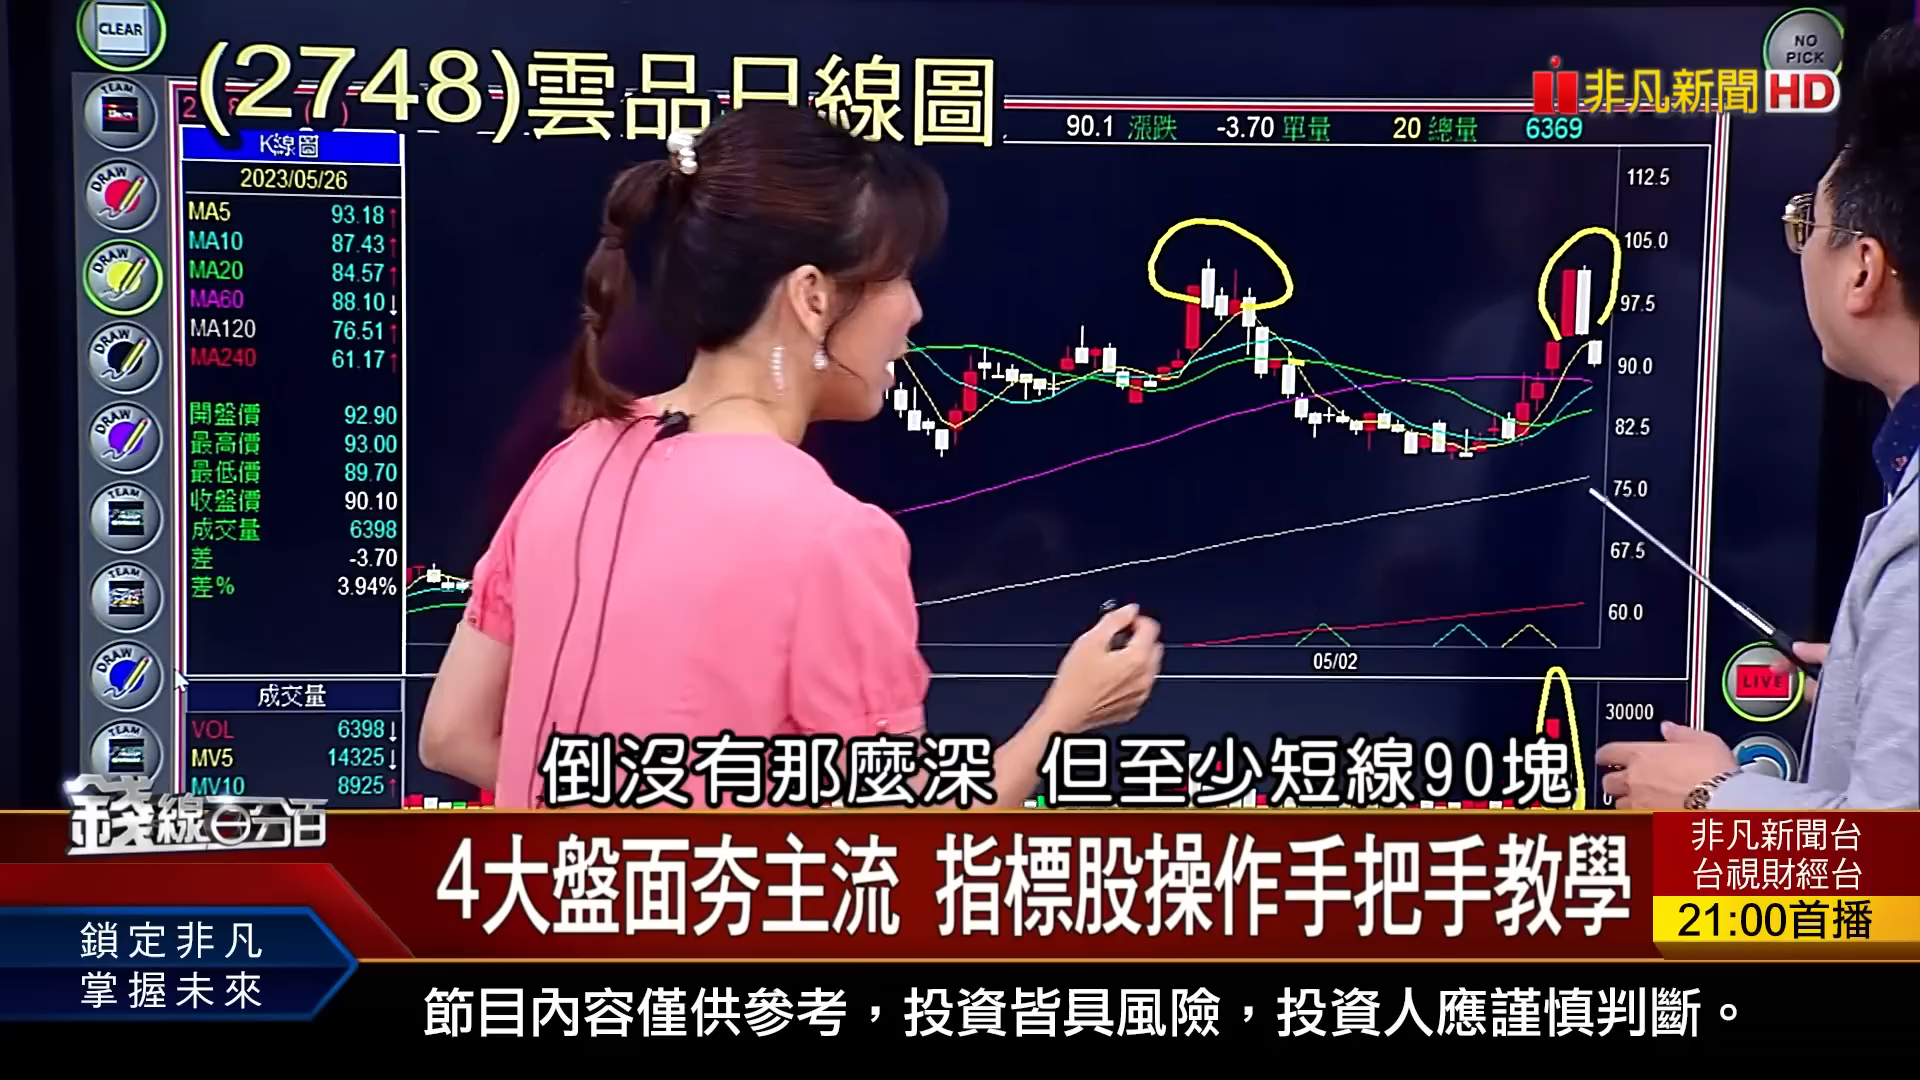 CLEAR
NO
PICK
(2748)雲品日線圖
非凡新聞HD
90.1 漲跌 -3.70 單量 20 總量 6369
TEAM
K線圖
2023/05/26
MA5 93.18↑
MA10 87.43↑
MA20 84.57↑
MA60 88.10↓
MA120 76.51↑
MA240 61.17↑
開盤價 92.90
最高價 93.00
最低價 89.70
收盤價 90.10
成交量 6398
差 -3.70
差% 3.94%
DRAW
DRAW
DRAW
DRAW
TEAM
TEAM
DRAW
TEAM
112.5
105.0
97.5
90.0
82.5
75.0
67.5
60.0
05/02
LIVE
成交量
VOL 6398↓
MV5 14325↓
MV10 8925↑
30000
0
倒沒有那麼深 但至少短線90塊
錢線百分百
4大盤面夯主流 指標股操作手把手教學
非凡新聞台
台視財經台
21:00首播
鎖定非凡
掌握未來
節目內容僅供參考，投資皆具風險，投資人應謹慎判斷。